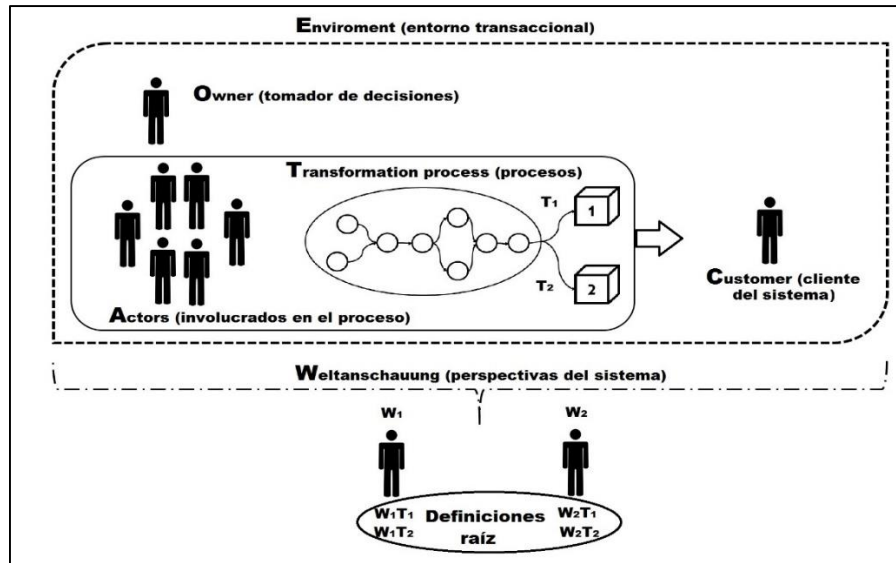 Enviroment (entorno transaccional)
Owner (tomador de decisiones)
Transformation process (procesos)
T₁
1
T₂
2
Actors (involucrados en el proceso)
Customer (cliente
del sistema)
Weltanschauung (perspectivas del sistema)
W₁
W₂
W₁T₁
W₁T₂
Definiciones
raíz
W₂T₁
W₂T₂